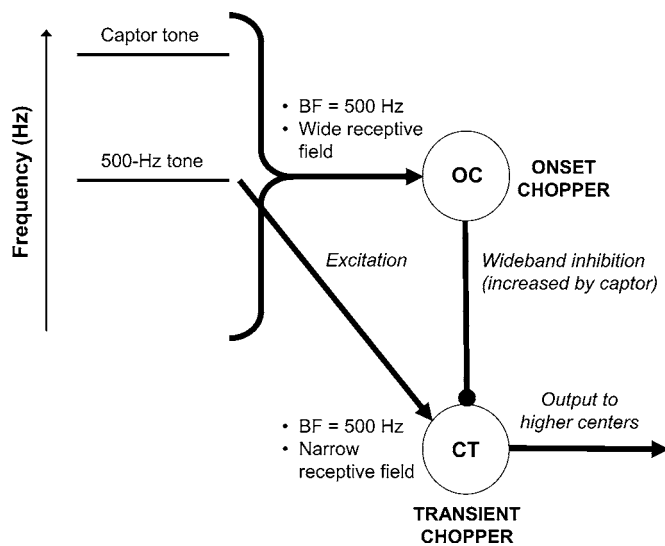 Captor tone
Frequency (Hz)
500-Hz tone
• BF = 500 Hz
• Wide receptive
field
OC
ONSET
CHOPPER
Excitation
Wideband inhibition
(increased by captor)
• BF = 500 Hz
• Narrow
receptive field
CT
Output to
higher centers
TRANSIENT
CHOPPER